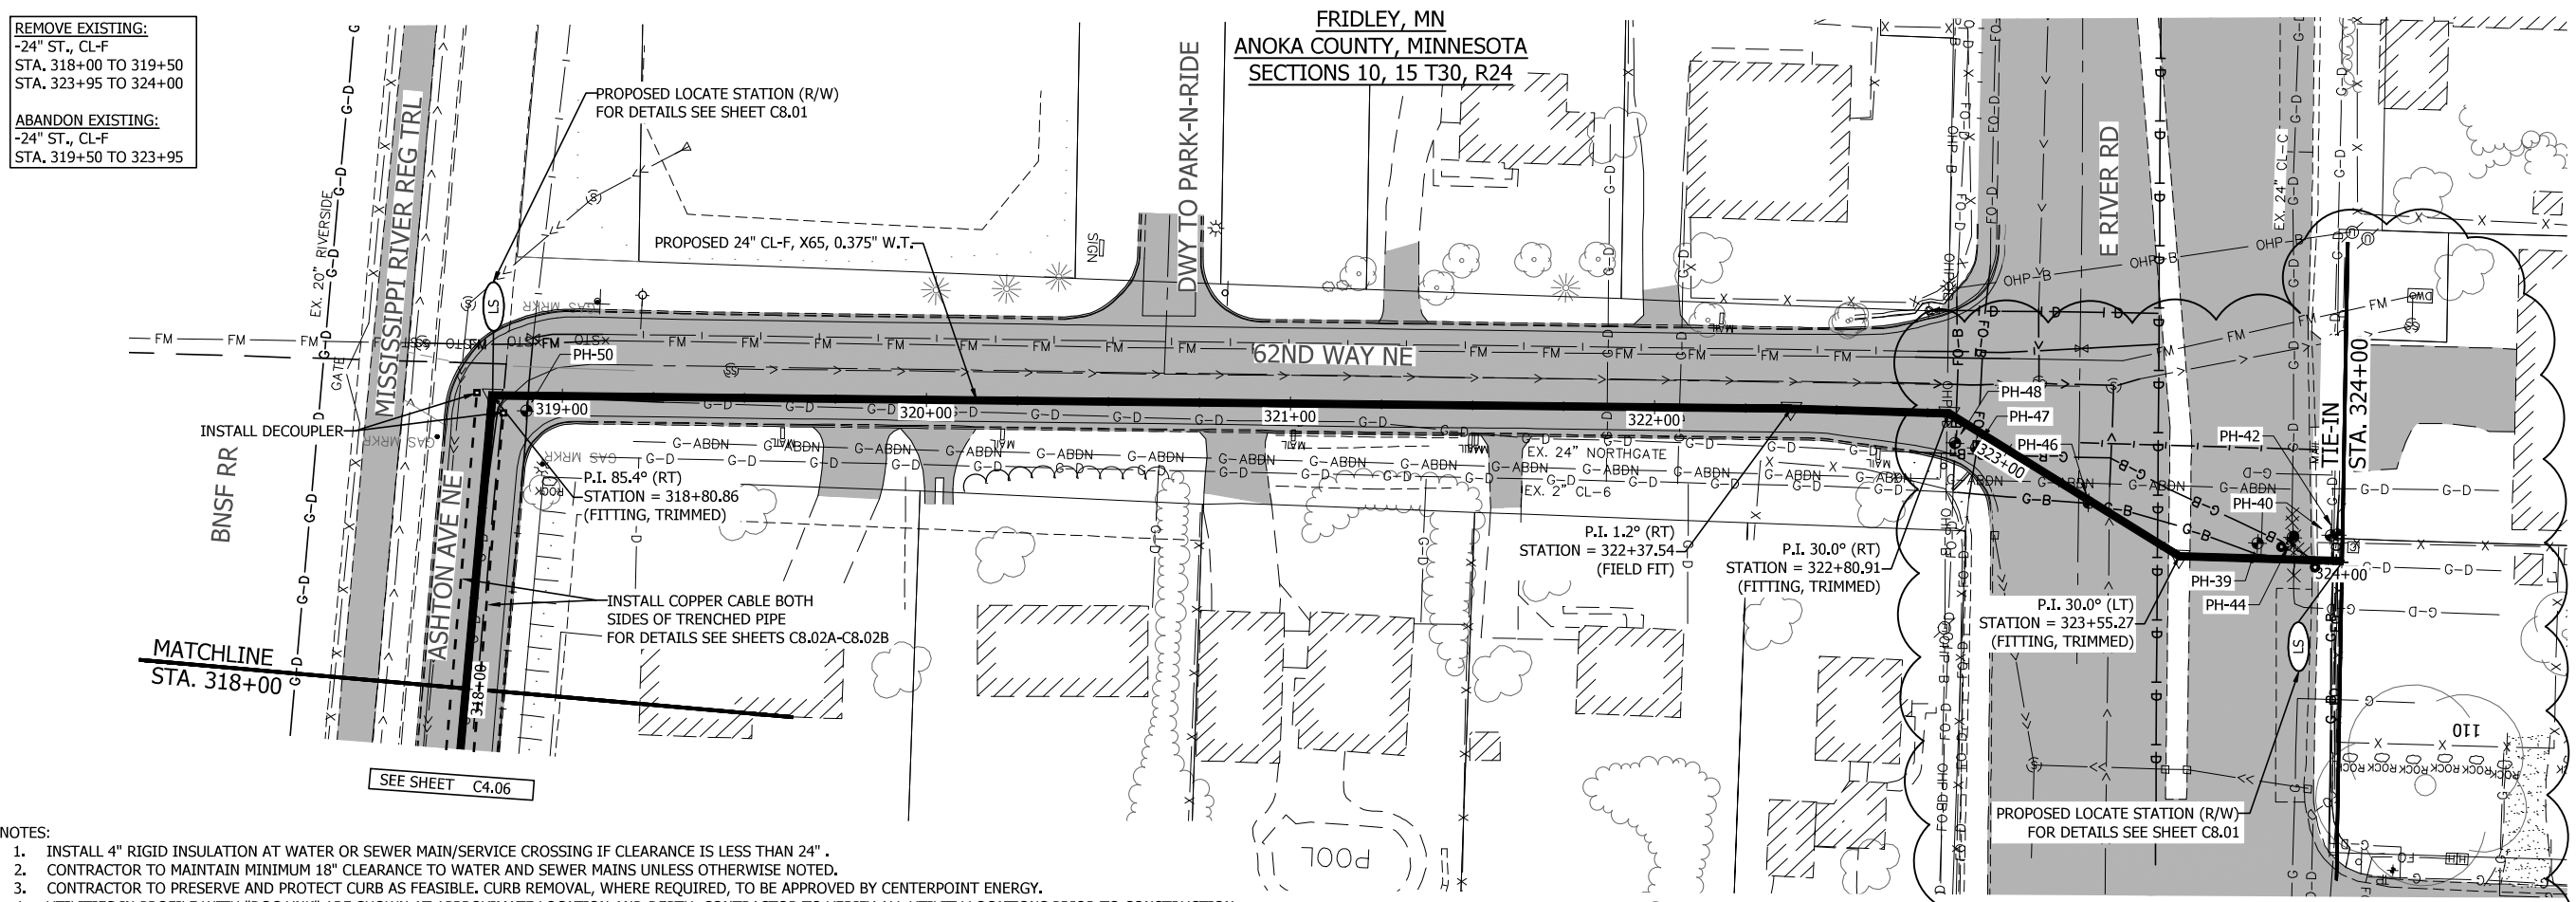 REMOVE EXISTING:
-24" ST., CL-F
STA. 318+00 TO 319+50
STA. 323+95 TO 324+00
ABANDON EXISTING:
-24" ST., CL-F
STA. 319+50 TO 323+95
FRIDLEY, MN
ANOKA COUNTY, MINNESOTA
SECTIONS 10, 15 T30, R24
PROPOSED LOCATE STATION (R/W)
FOR DETAILS SEE SHEET C8.01
PROPOSED 24" CL-F, X65, 0.375" W.T.
DWY TO PARK-N-RIDE
SIGN
MISSISSIPPI RIVER REG TRL
EX. 20" RIVERSIDE
GATE
BNSF RR
ASHTON AVE NE
62ND WAY NE
E RIVER RD
EX. 24" CL-C
LS
GAS MRKR
PH-50
319+00
320+00
321+00
322+00
323+00
324+00
318+00
INSTALL DECOUPLER
P.I. 85.4° (RT)
STATION = 318+80.86
(FITTING, TRIMMED)
INSTALL COPPER CABLE BOTH
SIDES OF TRENCHED PIPE
FOR DETAILS SEE SHEETS C8.02A-C8.02B
MATCHLINE
STA. 318+00
SEE SHEET C4.06
EX. 24" NORTHGATE
EX. 2" CL-6
P.I. 1.2° (RT)
STATION = 322+37.54
(FIELD FIT)
P.I. 30.0° (RT)
STATION = 322+80.91
(FITTING, TRIMMED)
P.I. 30.0° (LT)
STATION = 323+55.27
(FITTING, TRIMMED)
PH-48
PH-47
PH-46
PH-42
PH-40
PH-39
PH-44
TIE-IN
STA. 324+00
LS
PROPOSED LOCATE STATION (R/W)
FOR DETAILS SEE SHEET C8.01
110
POOL
NOTES:
1. INSTALL 4" RIGID INSULATION AT WATER OR SEWER MAIN/SERVICE CROSSING IF CLEARANCE IS LESS THAN 24" .
2. CONTRACTOR TO MAINTAIN MINIMUM 18" CLEARANCE TO WATER AND SEWER MAINS UNLESS OTHERWISE NOTED.
3. CONTRACTOR TO PRESERVE AND PROTECT CURB AS FEASIBLE. CURB REMOVAL, WHERE REQUIRED, TO BE APPROVED BY CENTERPOINT ENERGY.